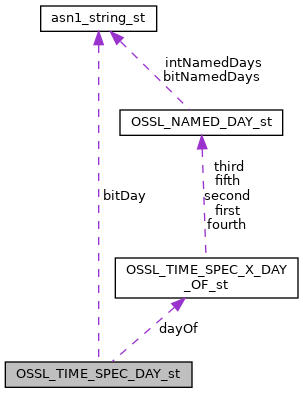 asn1_string_st
intNamedDays
bitNamedDays
OSSL_NAMED_DAY_st
third
fifth
second
first
fourth
bitDay
OSSL_TIME_SPEC_X_DAY
_OF_st
dayOf
OSSL_TIME_SPEC_DAY_st